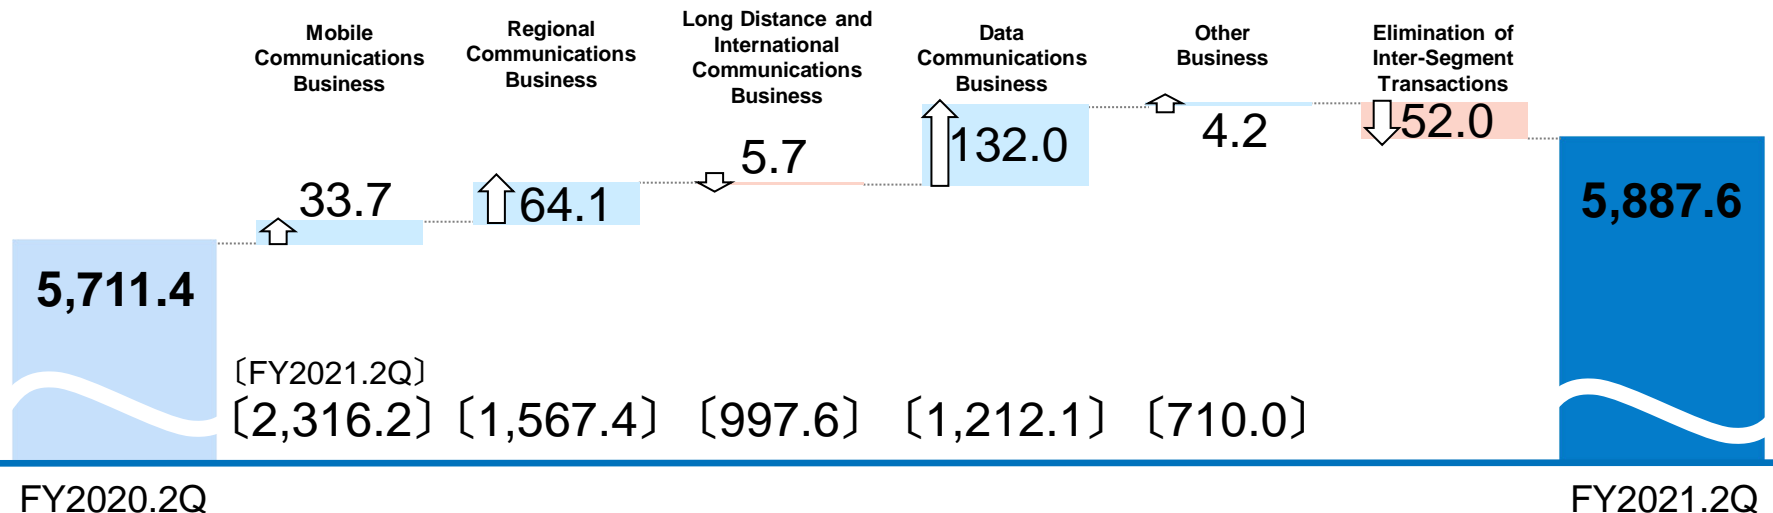 Mobile
Communications
Business
Regional
Communications
Business
Long Distance and
International
Communications
Business
Data
Communications
Business
Other
Business
Elimination of
Inter-Segment
Transactions
33.7
64.1
5.7
132.0
4.2
52.0
5,711.4
5,887.6
〔FY2021.2Q〕
〔2,316.2〕
〔1,567.4〕
〔997.6〕
〔1,212.1〕
〔710.0〕
FY2020.2Q
FY2021.2Q